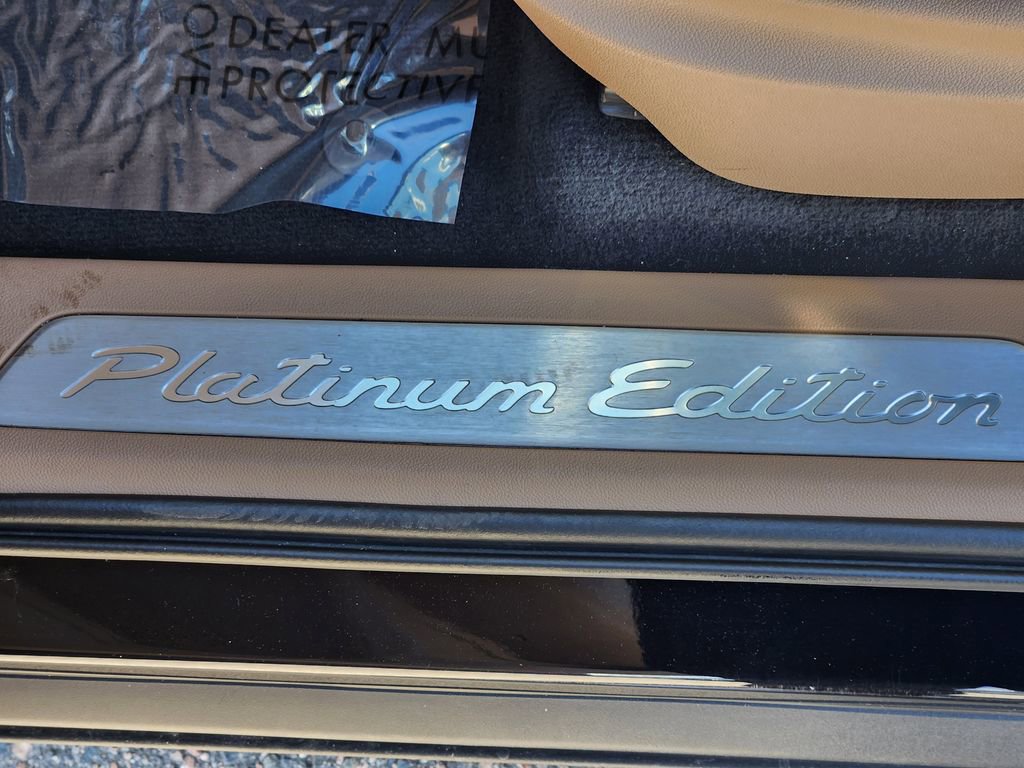 DEALER MU
PROTECTIVE
Platinum Edition